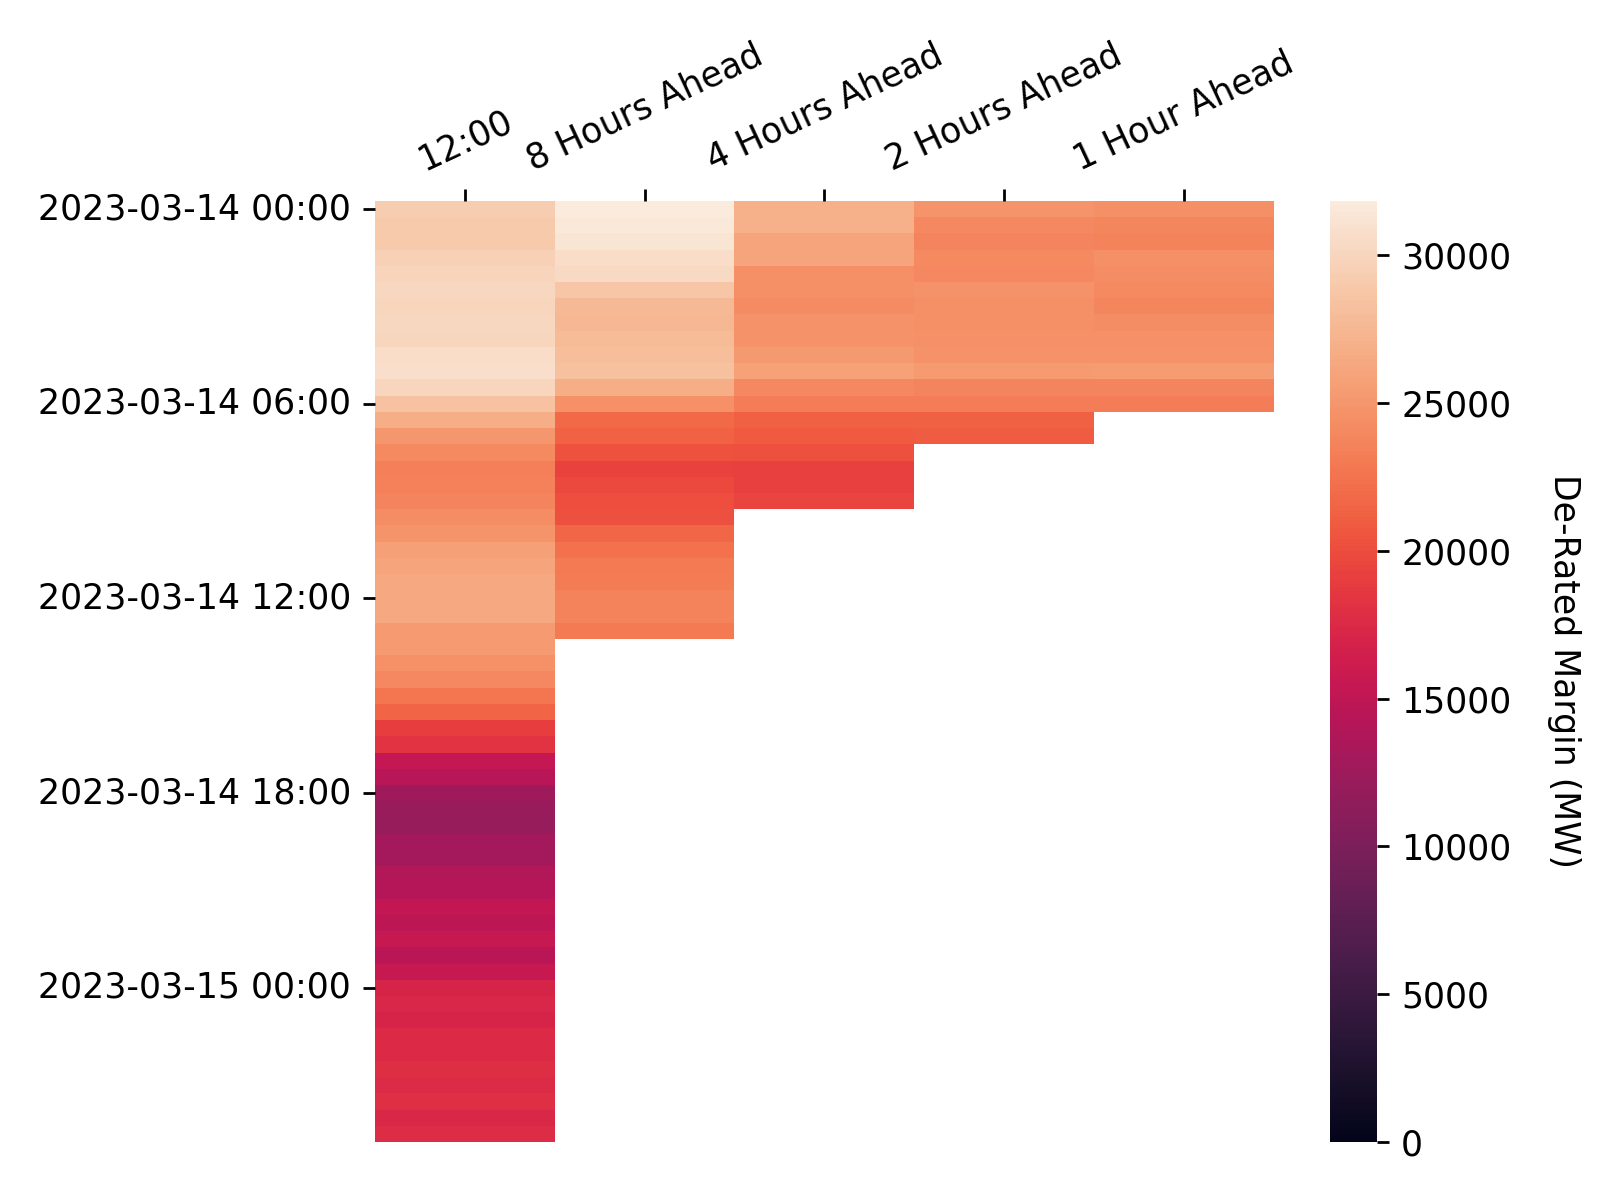 12:00
8 Hours Ahead
4 Hours Ahead
2 Hours Ahead
1 Hour Ahead
2023-03-14 00:00
2023-03-14 06:00
2023-03-14 12:00
2023-03-14 18:00
2023-03-15 00:00
30000
25000
20000
15000
10000
5000
0
De-Rated Margin (MW)